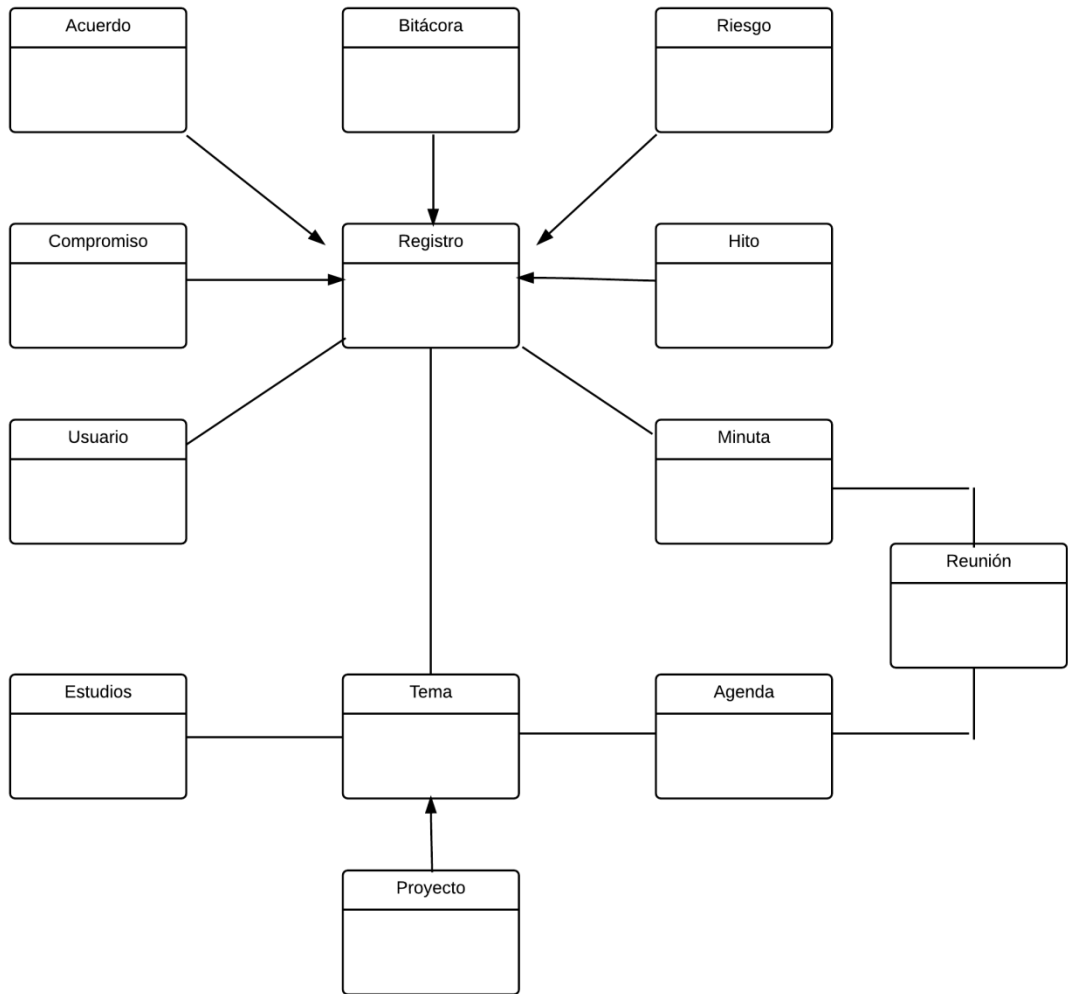 Acuerdo
Bitácora
Riesgo
Compromiso
Registro
Hito
Usuario
Minuta
Reunión
Estudios
Tema
Agenda
Proyecto